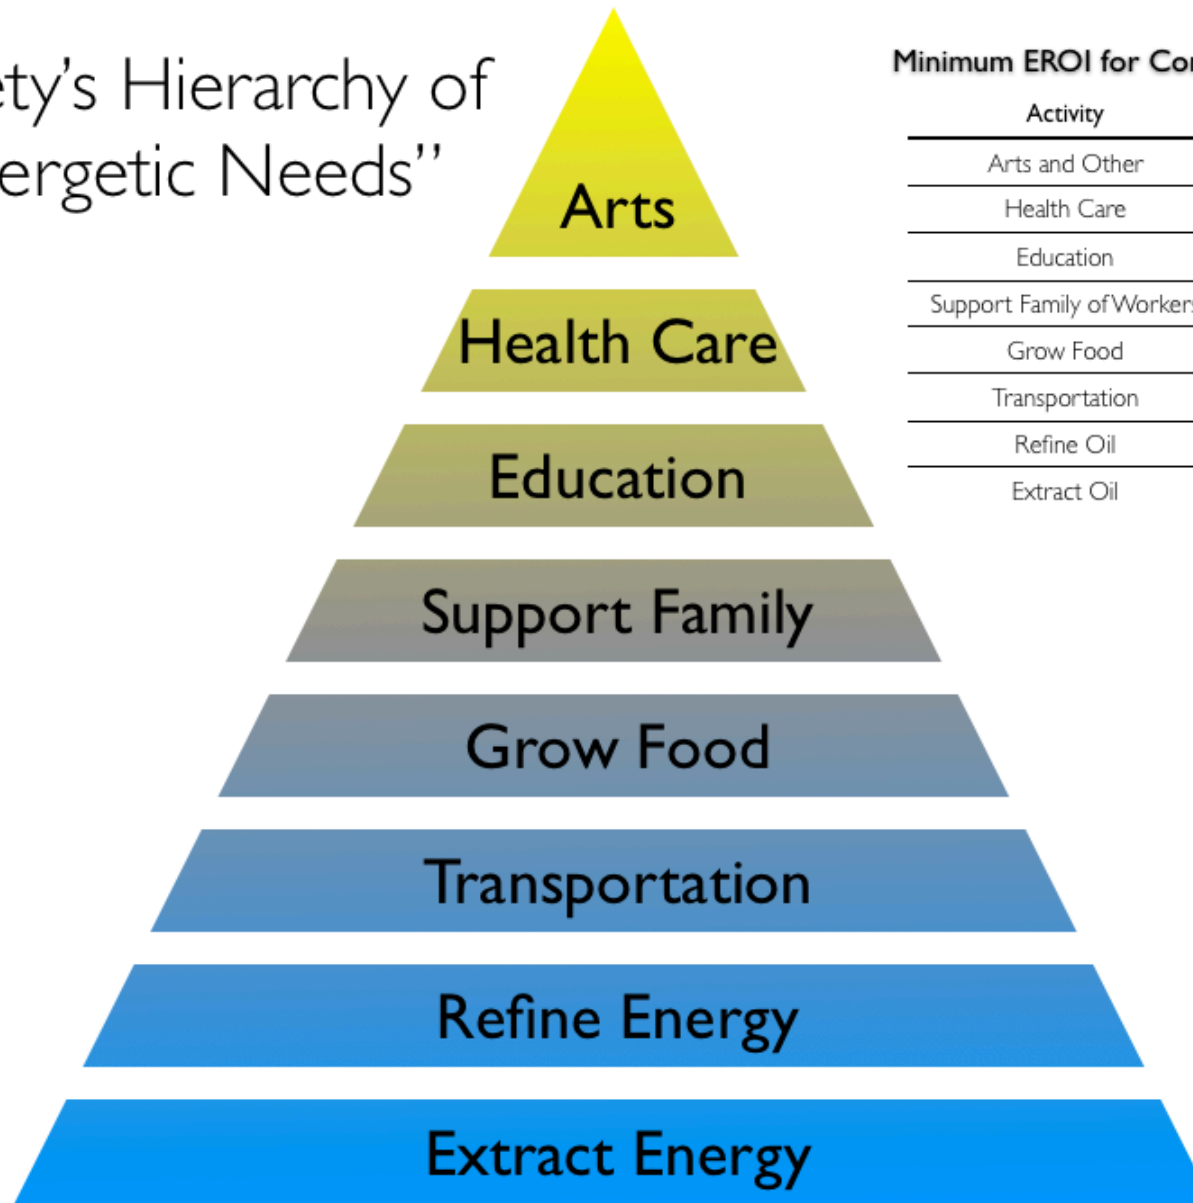 ety’s Hierarchy of
ergetic Needs”
Minimum EROI for Co
Activity
Arts and Other
Health Care
Education
Support Family of Workers
Grow Food
Transportation
Refine Oil
Extract Oil
Arts
Health Care
Education
Support Family
Grow Food
Transportation
Refine Energy
Extract Energy